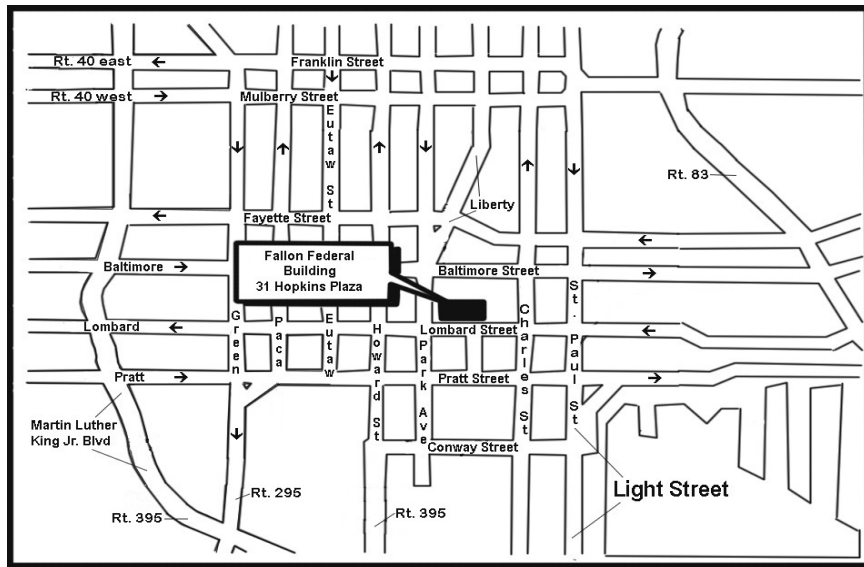 Rt. 40 east
Franklin Street
Rt. 40 west
Mulberry Street
Eutaw St
Rt. 83
Liberty
Fayette Street
Fallon Federal
Building
31 Hopkins Plaza
Baltimore
Baltimore Street
St. Paul St
Charles St
Green
Paca
Eutaw
Howard St
Park Ave
Lombard
Lombard Street
Pratt
Pratt Street
Martin Luther
King Jr. Blvd
Conway Street
Light Street
Rt. 295
Rt. 395
Rt. 395